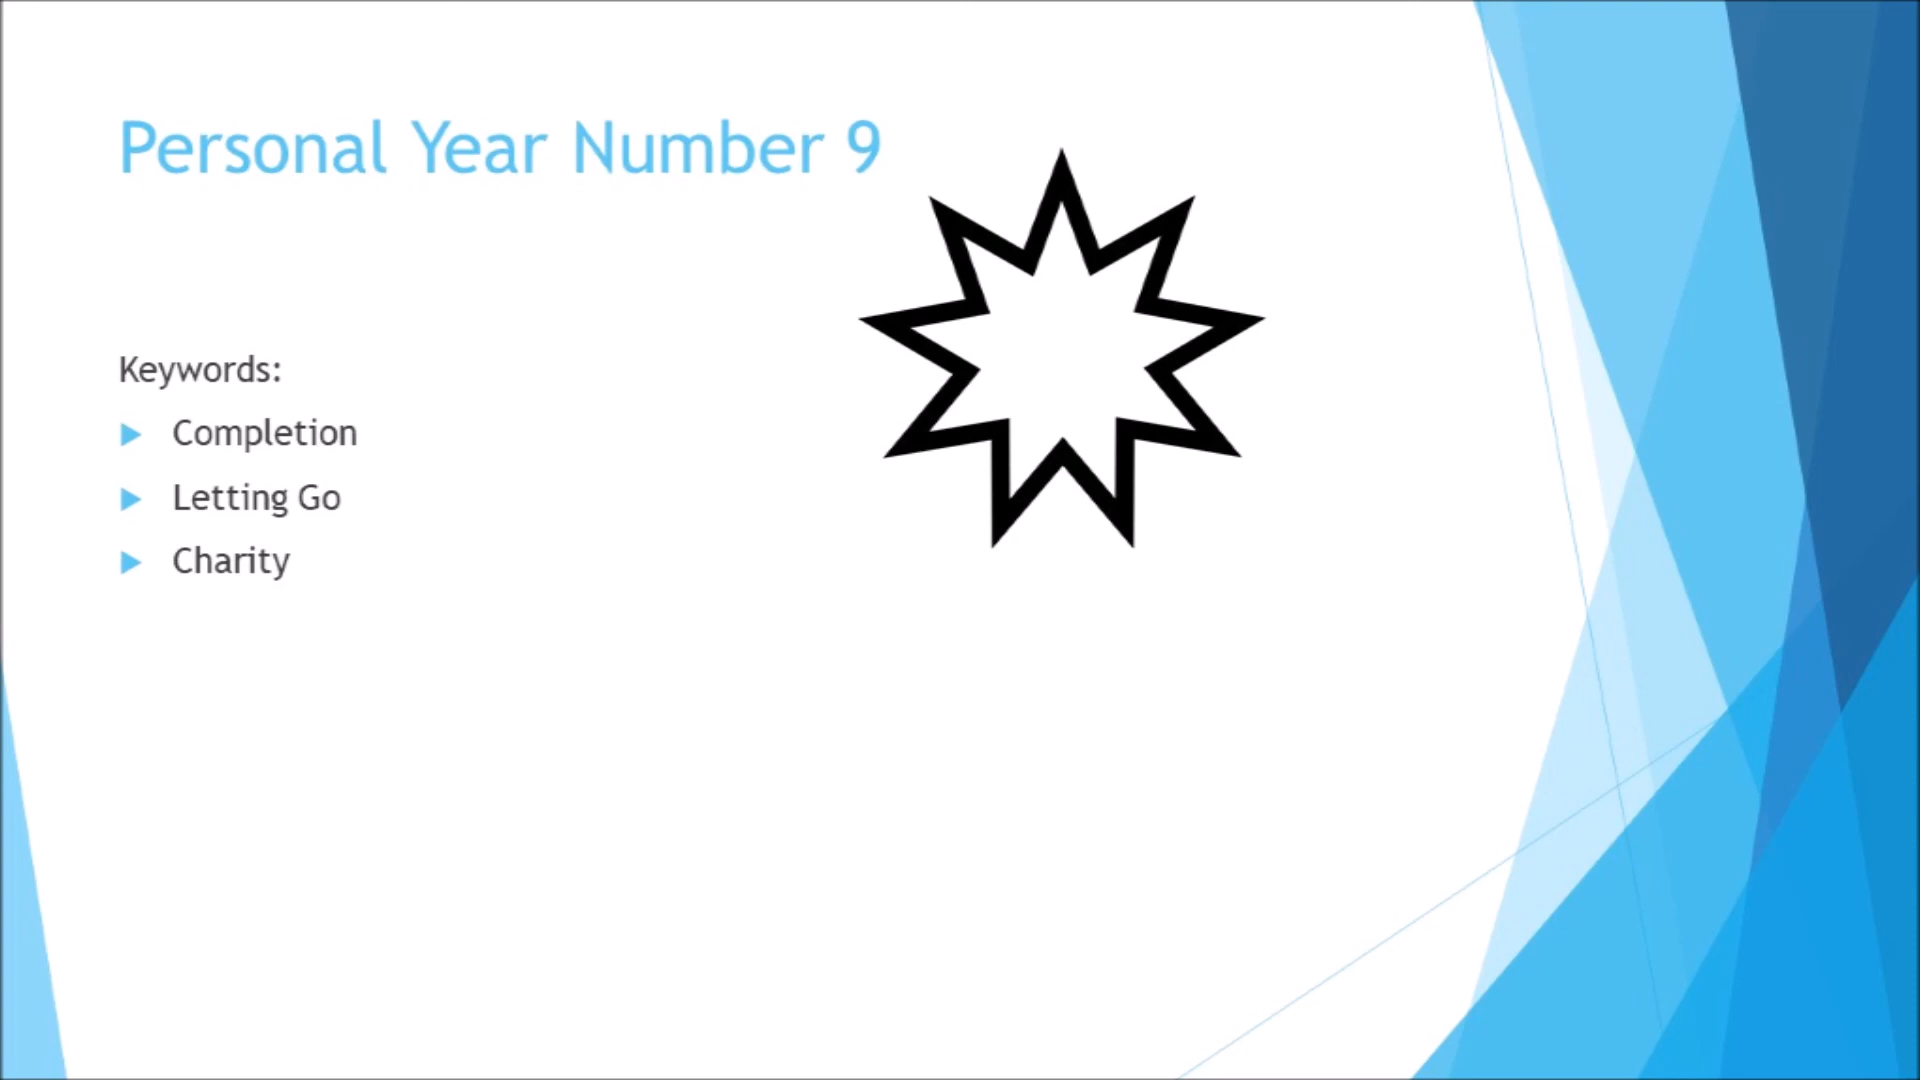 Personal Year Number 9
Keywords:
Completion
Letting Go
Charity